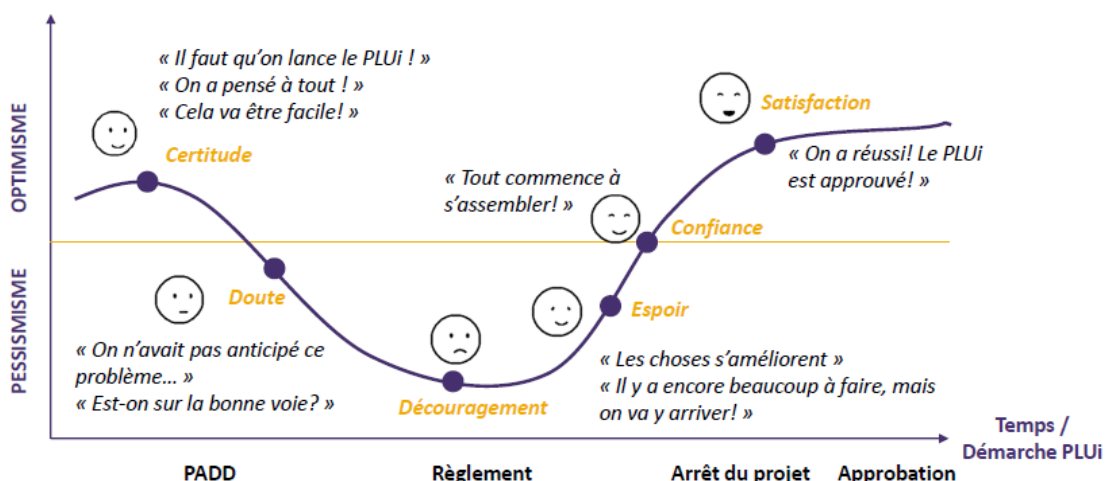 OPTIMISME
PESSISMISME
« Il faut qu'on lance le PLUi ! »
« On a pensé à tout ! »
« Cela va être facile! »
Certitude
Doute
« On n'avait pas anticipé ce
problème... »
« Est-on sur la bonne voie? »
Découragement
« Tout commence à
s'assembler! »
Confiance
Espoir
« Les choses s'améliorent »
« Il y a encore beaucoup à faire, mais
on va y arriver! »
Satisfaction
« On a réussi! Le PLUi
est approuvé! »
Temps /
Démarche PLUi
PADD
Règlement
Arrêt du projet
Approbation